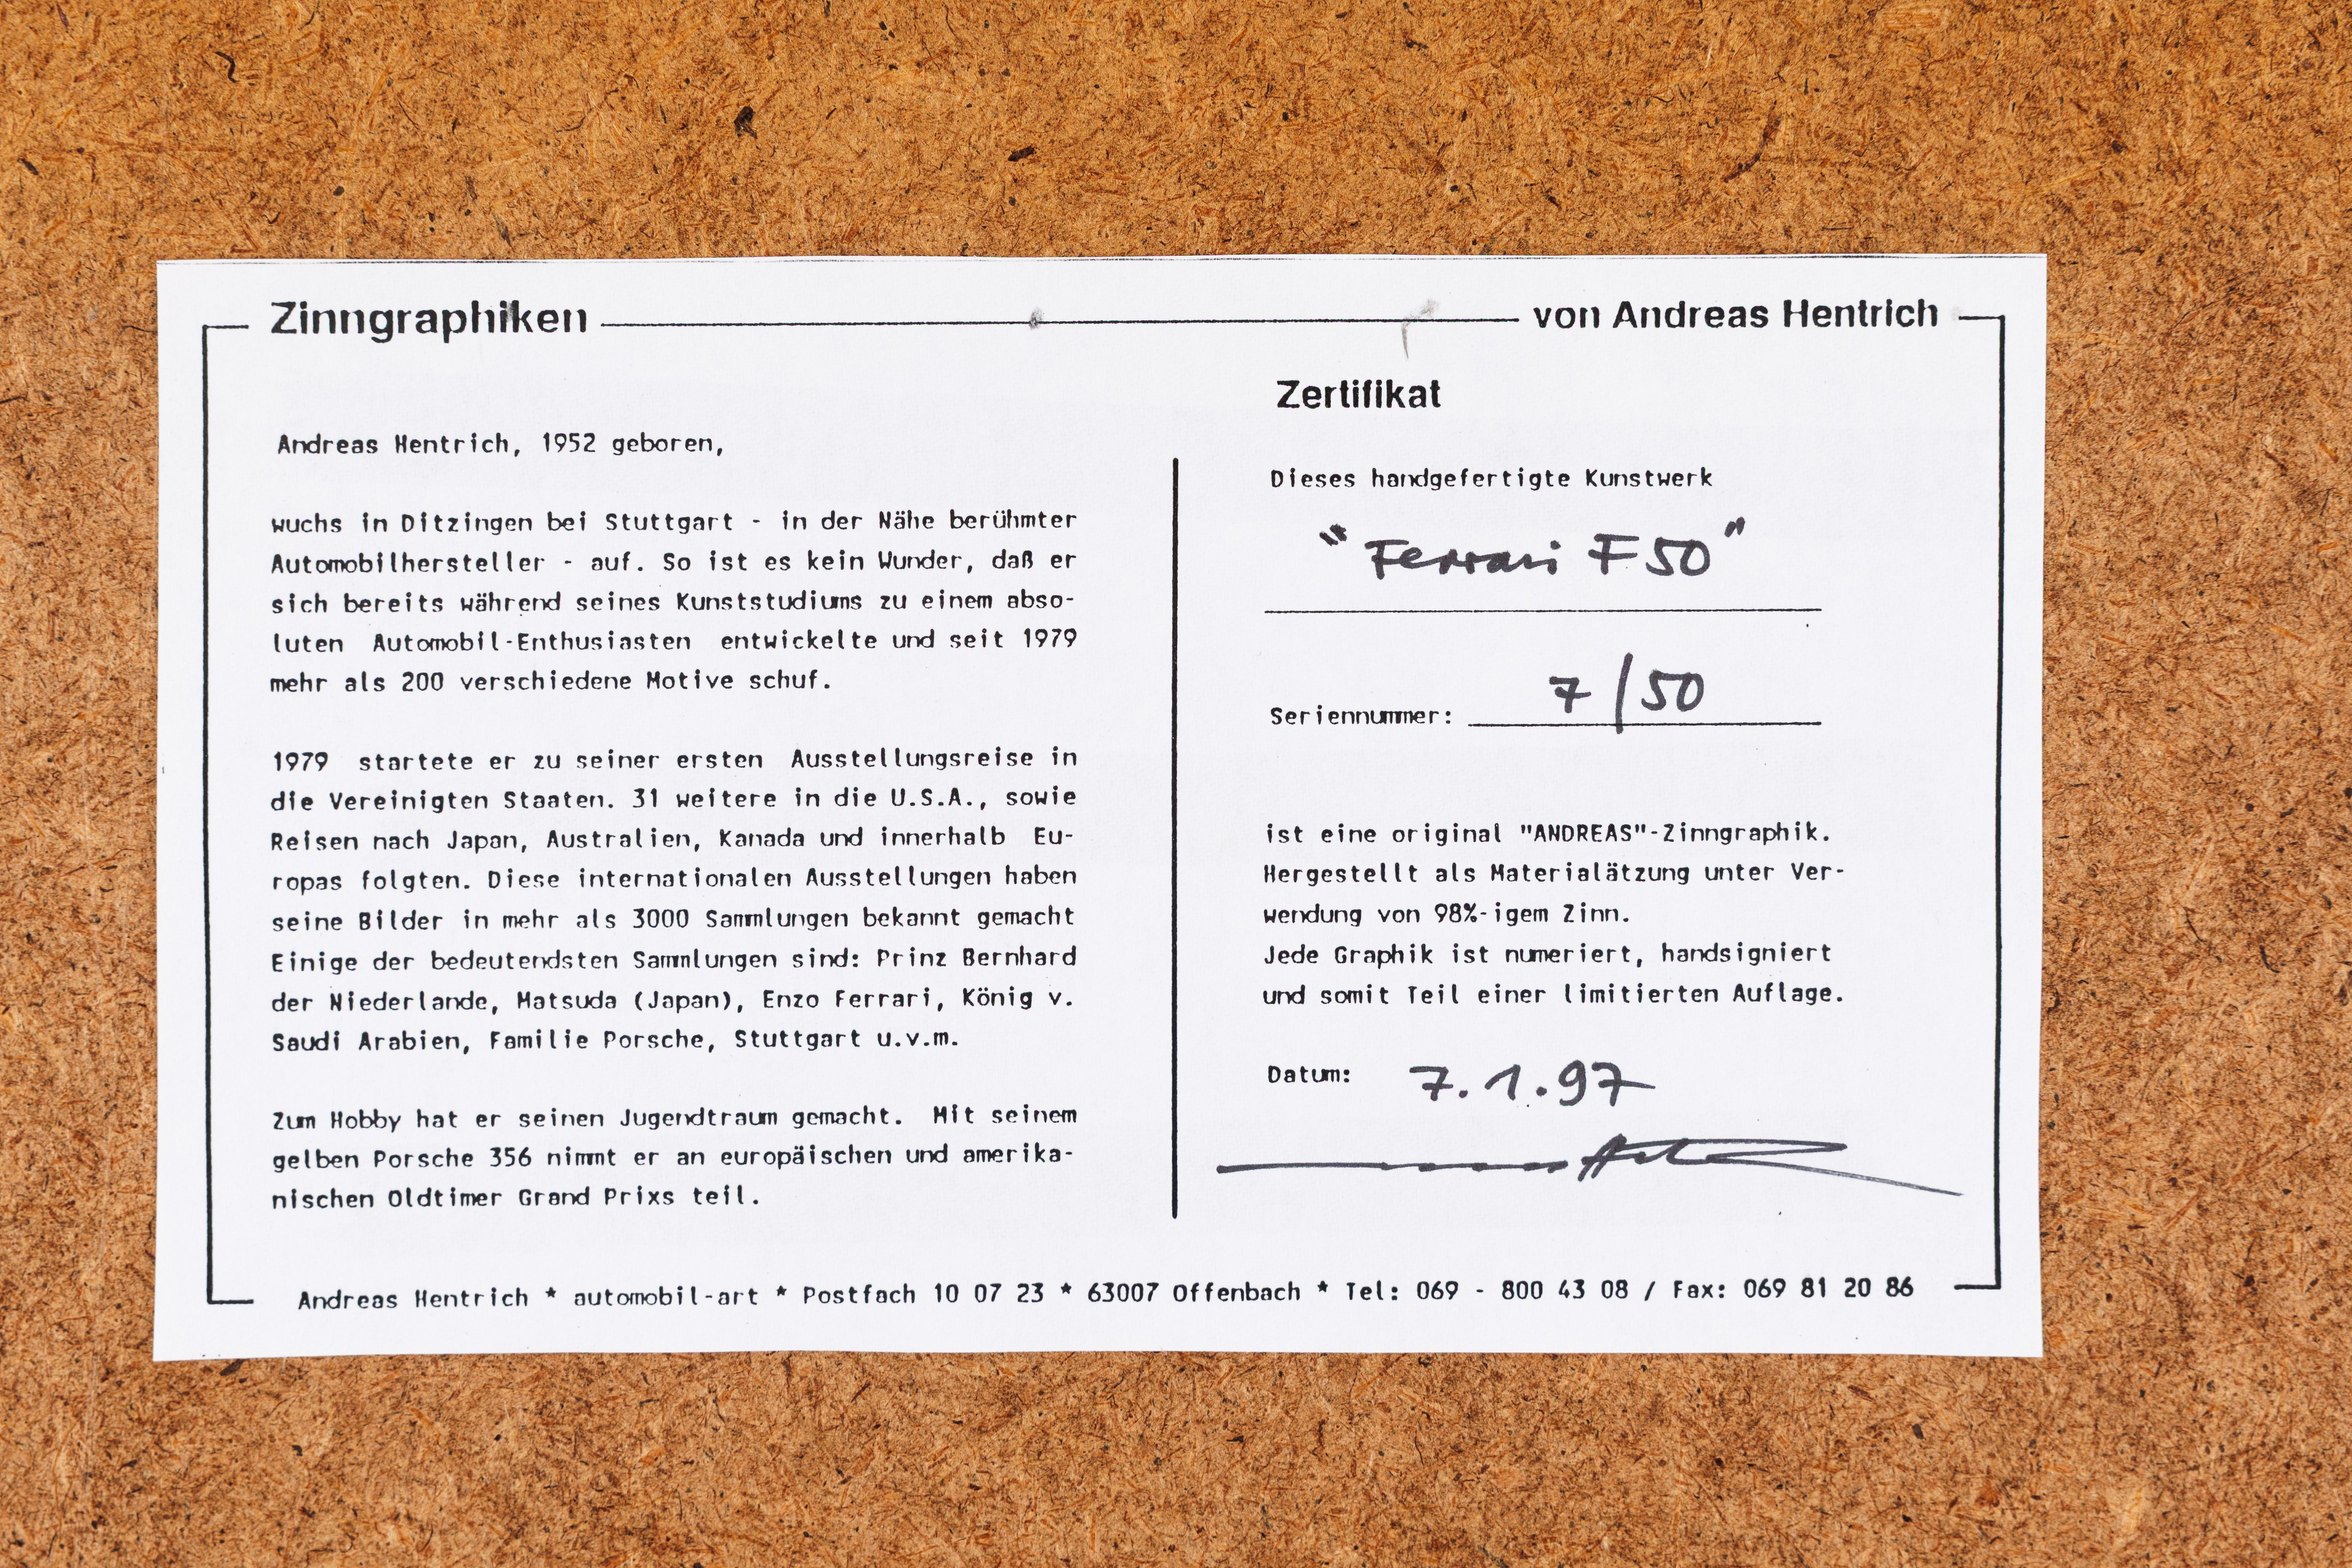 Zinngraphiken von Andreas Hentrich
Andreas Hentrich, 1952 geboren,
wuchs in Ditzingen bei Stuttgart - in der Nähe berühmter
Automobilhersteller - auf. So ist es kein Wunder, daß er
sich bereits während seines Kunststudiums zu einem abso-
luten Automobil-Enthusiasten entwickelte und seit 1979
mehr als 200 verschiedene Motive schuf.
1979 startete er zu seiner ersten Ausstellungsreise in
die Vereinigten Staaten. 31 weitere in die U.S.A., sowie
Reisen nach Japan, Australien, Kanada und innerhalb Eu-
ropas folgten. Diese internationalen Ausstellungen haben
seine Bilder in mehr als 3000 Sammlungen bekannt gemacht
Einige der bedeutendsten Sammlungen sind: Prinz Bernhard
der Niederlande, Matsuda (Japan), Enzo Ferrari, König v.
Saudi Arabien, Familie Porsche, Stuttgart u.v.m.
Zum Hobby hat er seinen Jugendtraum gemacht. Mit seinem
gelben Porsche 356 nimmt er an europäischen und amerika-
nischen Oldtimer Grand Prixs teil.
Zertifikat
Dieses handgefertigte Kunstwerk
"Ferrari F50"
Seriennummer: 7/50
ist eine original "ANDREAS"-Zinngraphik.
Hergestellt als Materialätzung unter Ver-
wendung von 98%-igem Zinn.
Jede Graphik ist numeriert, handsigniert
und somit Teil einer limitierten Auflage.
Datum: 7.1.97
Andreas Hentrich * automobil-art * Postfach 10 07 23 * 63007 Offenbach * Tel: 069 - 800 43 08 / Fax: 069 81 20 86